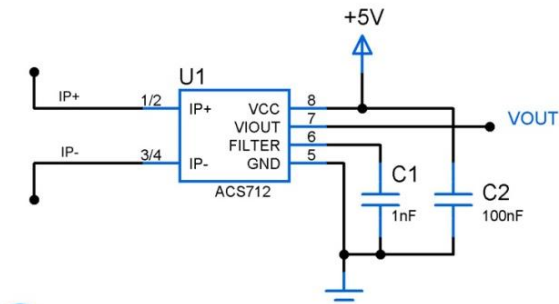 +5V
U1
IP+ 1/2 IP+ VCC 8
VIOUT 7 VOUT
FILTER 6
IP- 3/4 IP- GND 5
ACS712
C1
1nF
C2
100nF